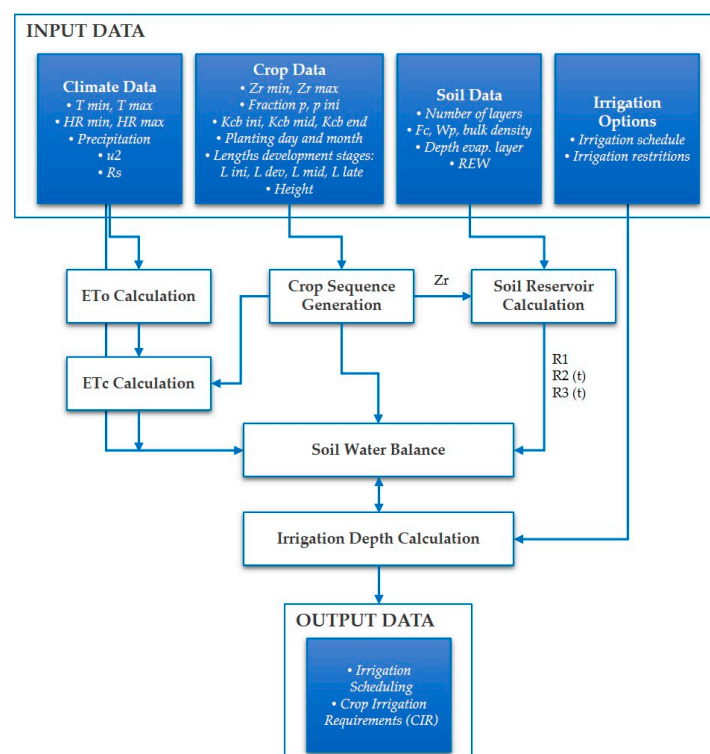 INPUT DATA
Climate Data
• T min, T max
• HR min, HR max
• Precipitation
• u2
• Rs
Crop Data
• Zr min, Zr max
• Fraction p, p ini
• Kcb ini, Kcb mid, Kcb end
• Planting day and month
• Lengths development stages:
L ini, L dev, L mid, L late
• Height
Soil Data
• Number of layers
• Fc, Wp, bulk density
• Depth evap. layer
• REW
Irrigation
Options
• Irrigation schedule
• Irrigation restritions
ETo Calculation
Crop Sequence
Generation
Zr
Soil Reservoir
Calculation
ETc Calculation
R1
R2 (t)
R3 (t)
Soil Water Balance
Irrigation Depth Calculation
OUTPUT DATA
• Irrigation
Scheduling
• Crop Irrigation
Requirements (CIR)